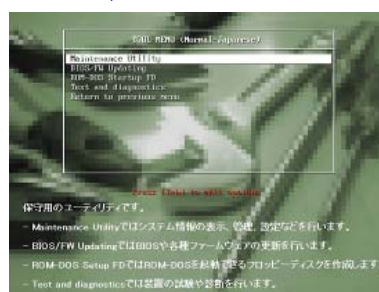 TOOL MENU (Normal-Japanese)
Maintenance Utility
BIOS/FW Updating
ROM-DOS Startup FD
Test and diagnostics
Return to previous menu
Press [Tab] to edit options
保守用のユーティリティです。
- Maintenance Utilityではシステム情報の表示、管理、設定などを行います。
- BIOS/FW UpdatingではBIOSや各種ファームウェアの更新を行います。
- ROM-DOS Setup FDではROM-DOSを起動できるフロッピーディスクを作成します
- Test and diagnosticsでは装置の試験や診断を行います。